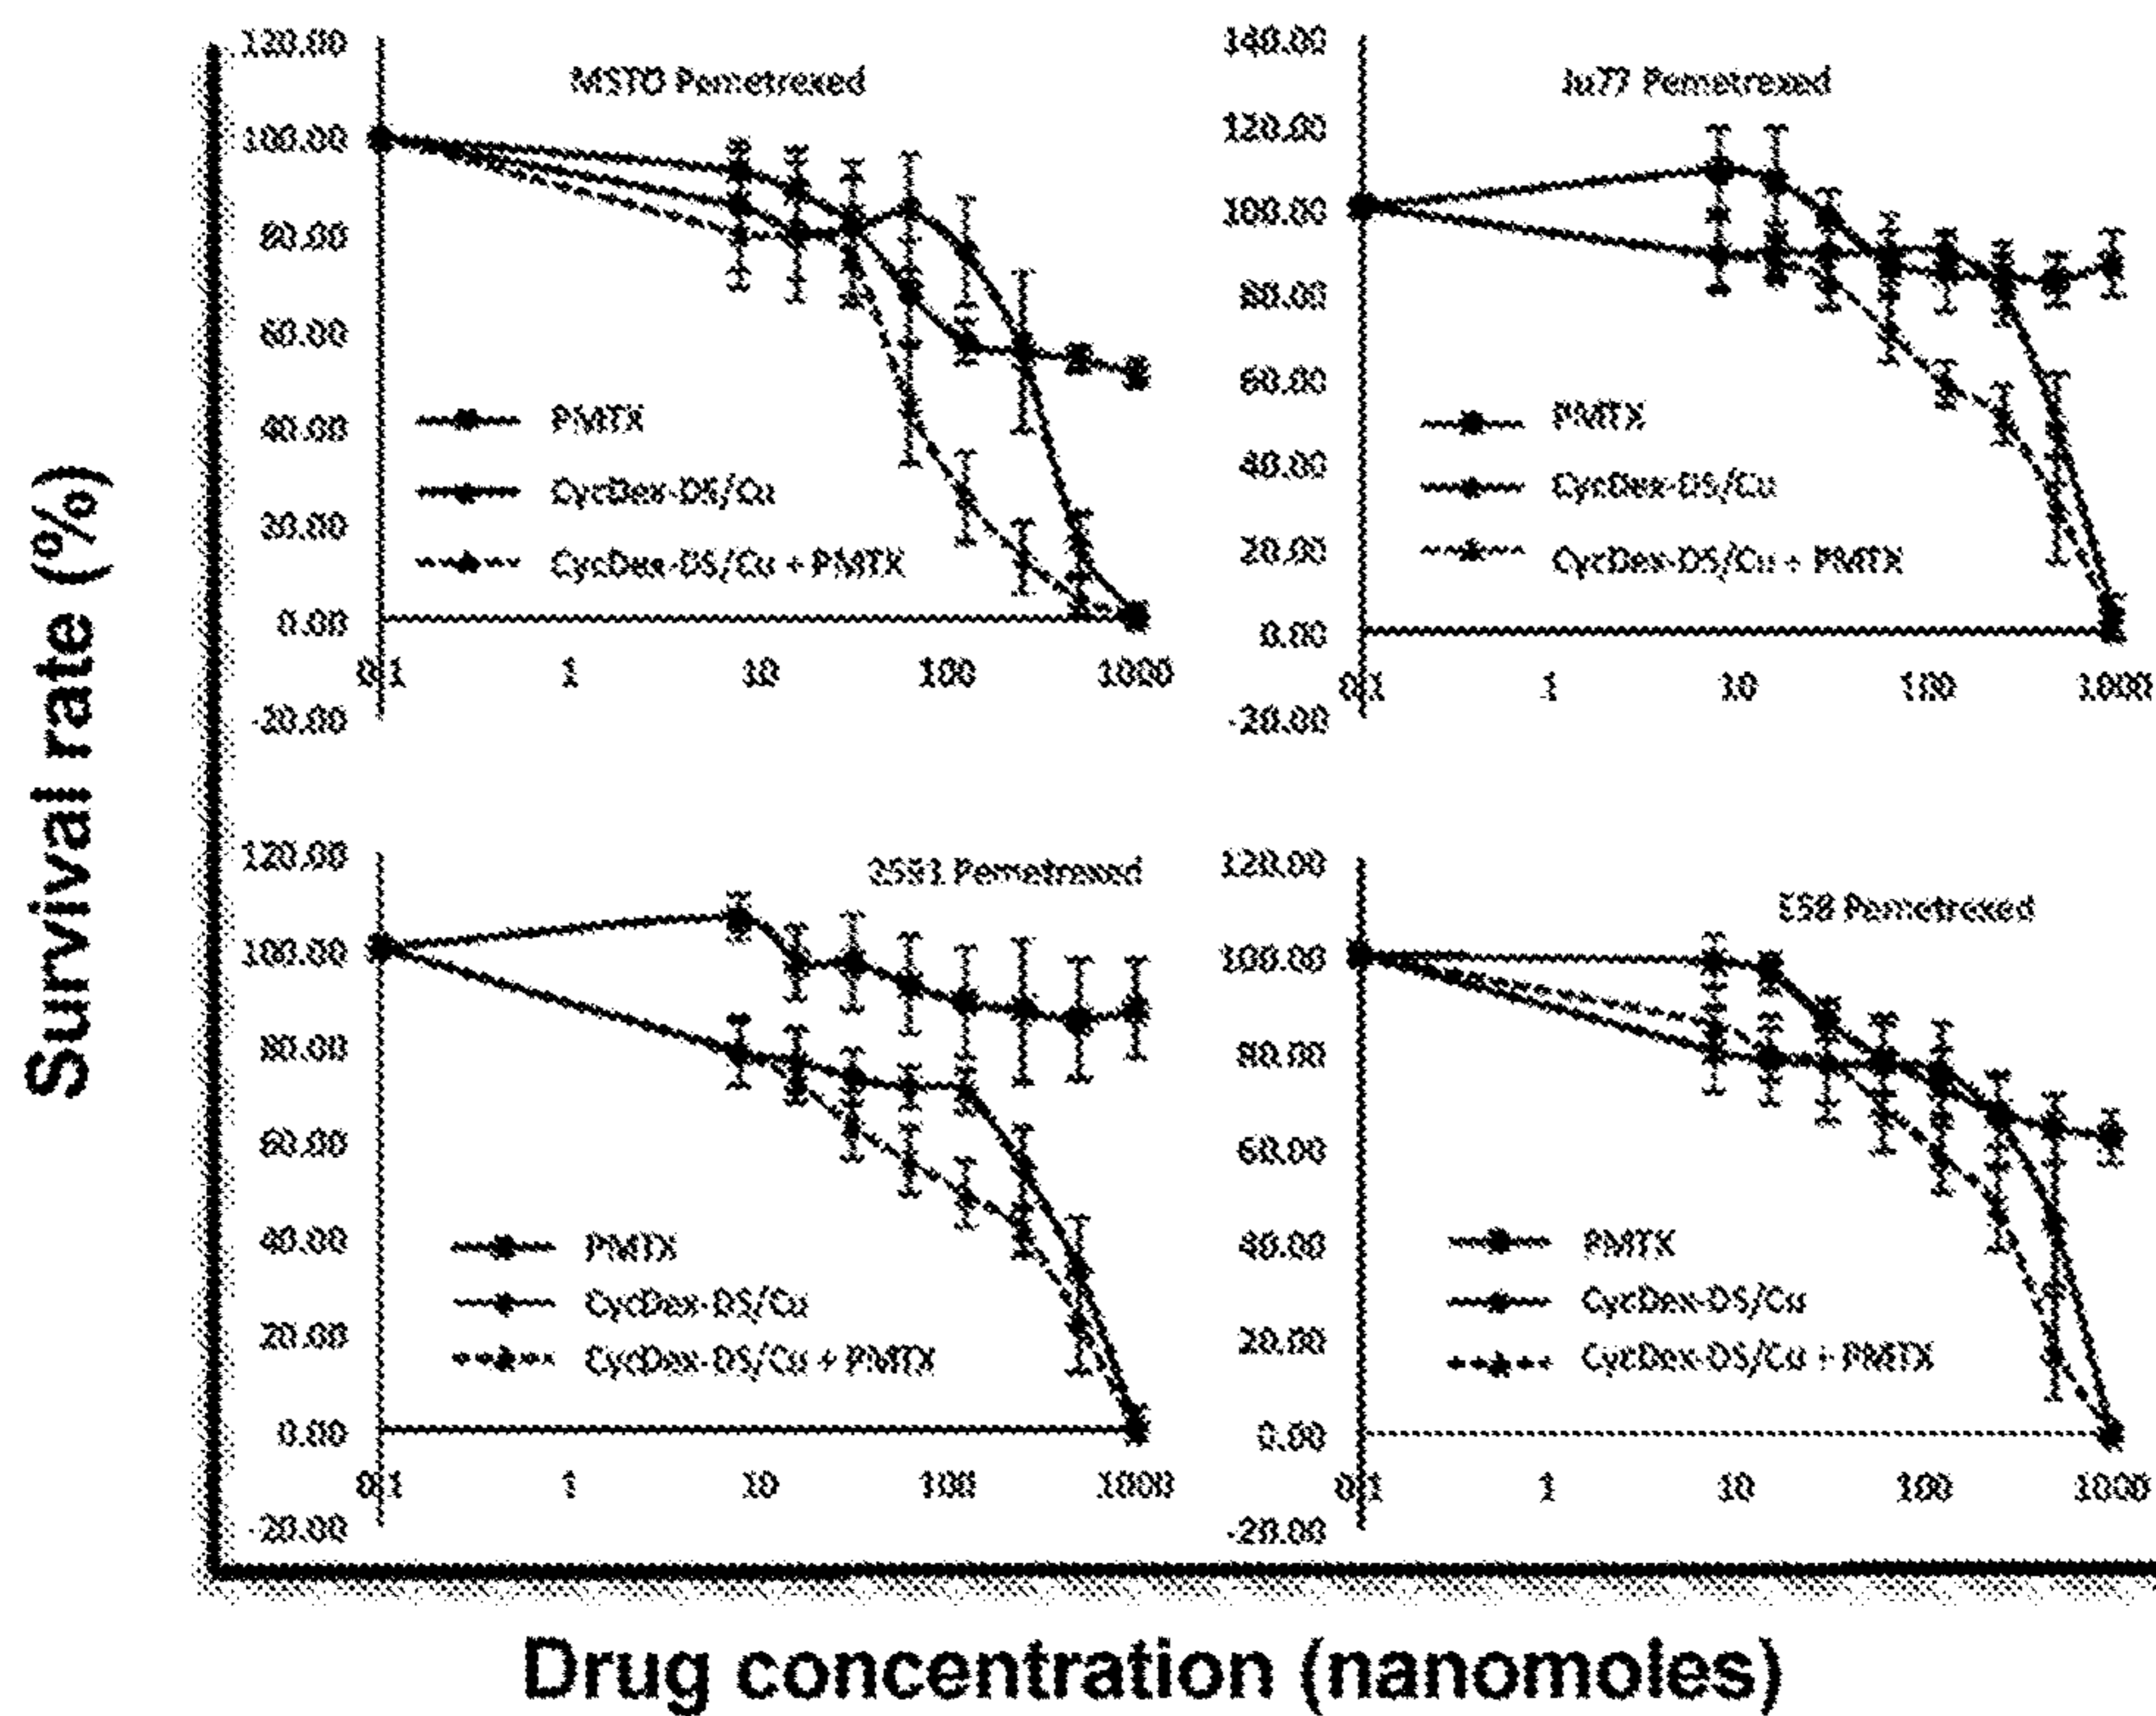 Survival rate (%)
120.00
MSTO Pemetrexed
100.00
80.00
60.00
40.00
20.00
0.00
-20.00
PMTX
CycDex-DS/Cu
CycDex-DS/Cu + PMTX
0.1 1 10 100 1000
140.00
Ju77 Pemetrexed
120.00
100.00
80.00
60.00
40.00
20.00
0.00
-20.00
PMTX
CycDex-DS/Cu
CycDex-DS/Cu + PMTX
0.1 1 10 100 1000
120.00
Pemetrexed
100.00
80.00
60.00
40.00
20.00
0.00
-20.00
PMTX
CycDex-DS/Cu
CycDex-DS/Cu + PMTX
0.1 1 10 100 1000
120.00
Pemetrexed
100.00
80.00
60.00
40.00
20.00
0.00
-20.00
PMTX
CycDex-DS/Cu
CycDex-DS/Cu + PMTX
0.1 1 10 100 1000
Drug concentration (nanomoles)